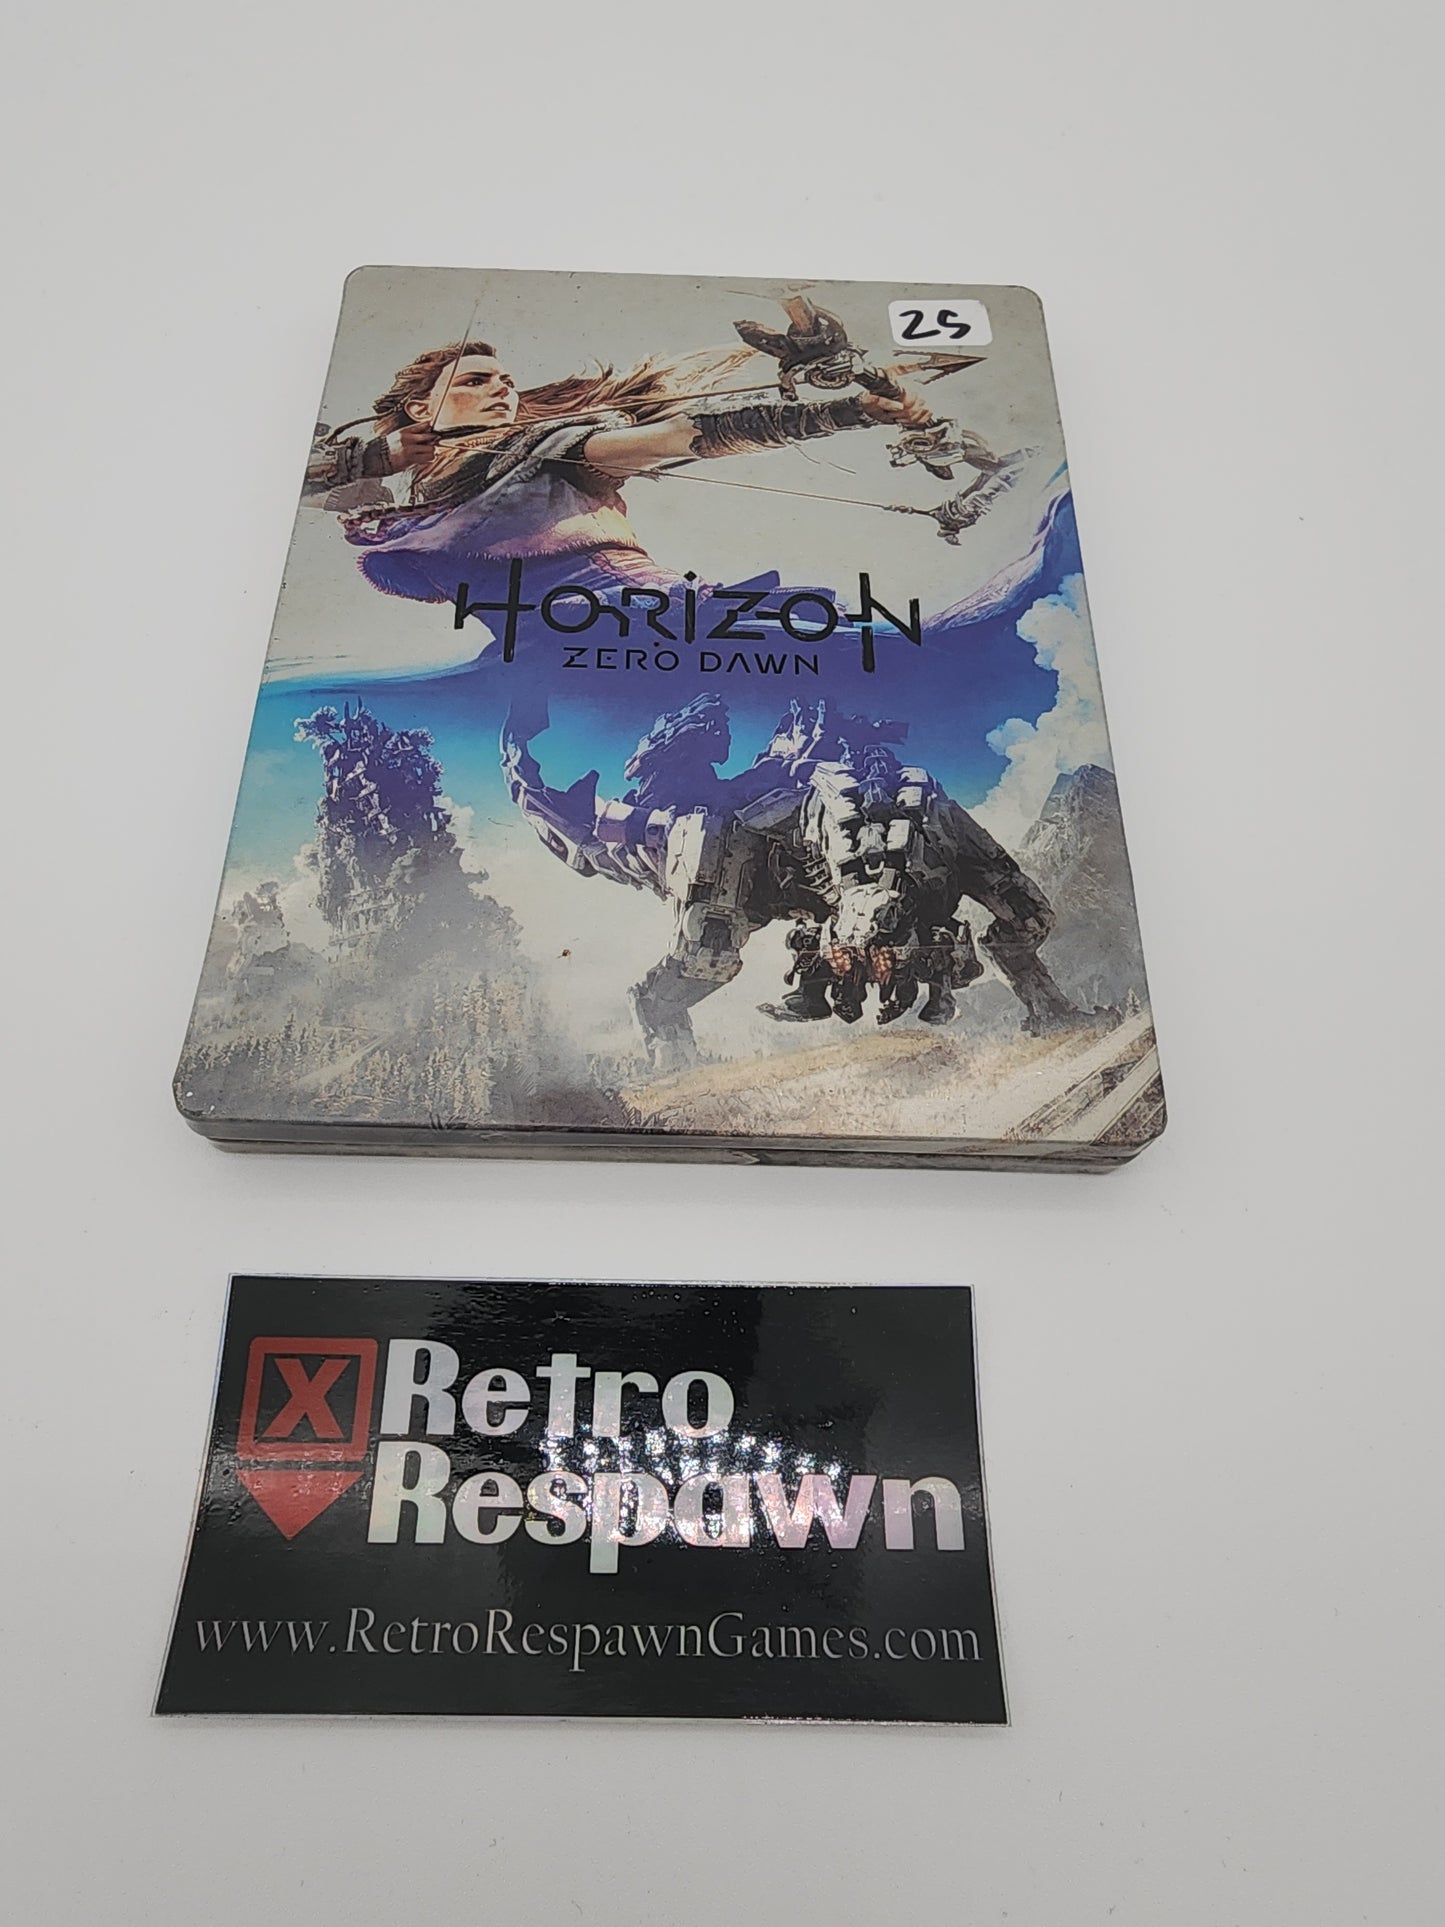 25
HORIZON
ZERO DAWN
X Retro
Respawn
www.RetroRespawnGames.com